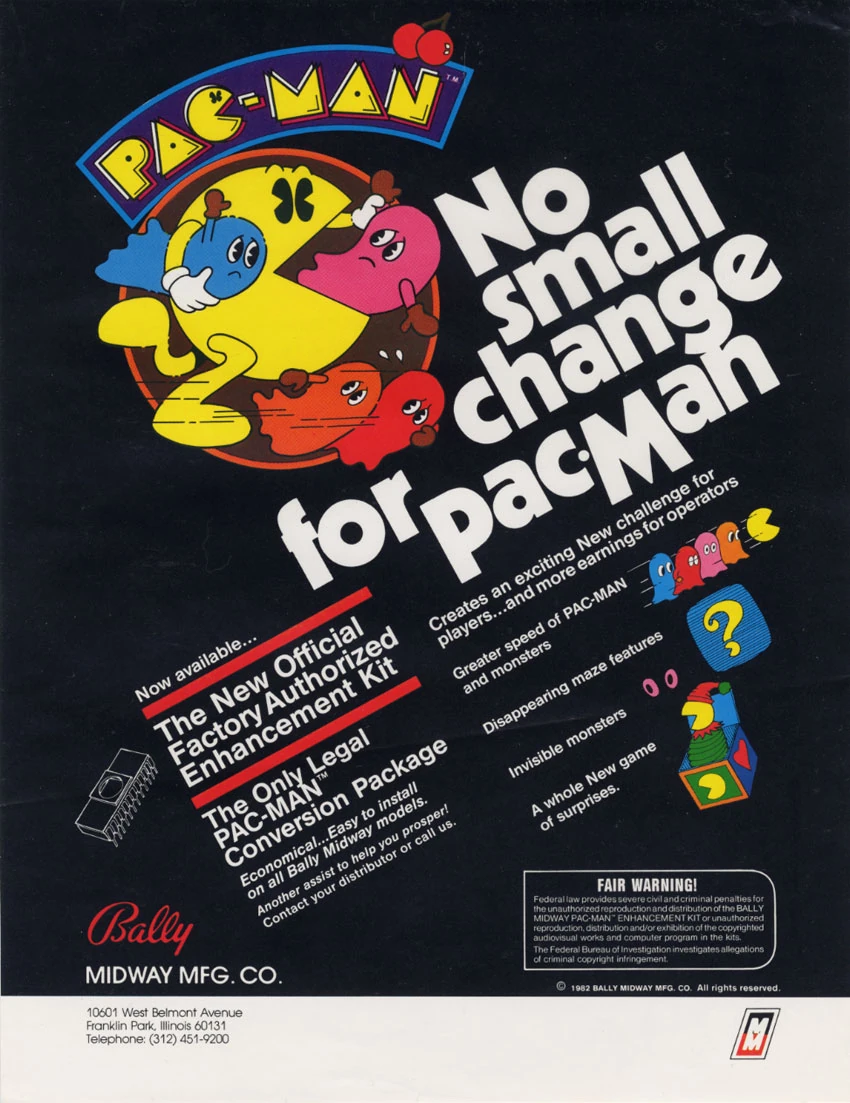 PAC-MAN TM
No
small
change
for pac·Man
Creates an exciting New challenge for
players...and more earnings for operators
Greater speed of PAC-MAN
and monsters
Disappearing maze features
Invisible monsters
A whole New game
of surprises.
Now available...
The New Official
Factory Authorized
Enhancement Kit
The Only Legal
PAC-MAN™
Conversion Package
Economical...Easy to install
on all Bally Midway models.
Another assist to help you prosper!
Contact your distributor or call us.
FAIR WARNING!
Federal law provides severe civil and criminal penalties for
the unauthorized reproduction and distribution of the BALLY
MIDWAY PAC-MAN™ ENHANCEMENT KIT or unauthorized
reproduction, distribution and/or exhibition of the copyrighted
audiovisual works and computer program in the kits.
The Federal Bureau of Investigation investigates allegations
of criminal copyright infringement.
© 1982 BALLY MIDWAY MFG. CO. All rights reserved.
Bally
MIDWAY MFG. CO.
10601 West Belmont Avenue
Franklin Park, Illinois 60131
Telephone: (312) 451-9200
M